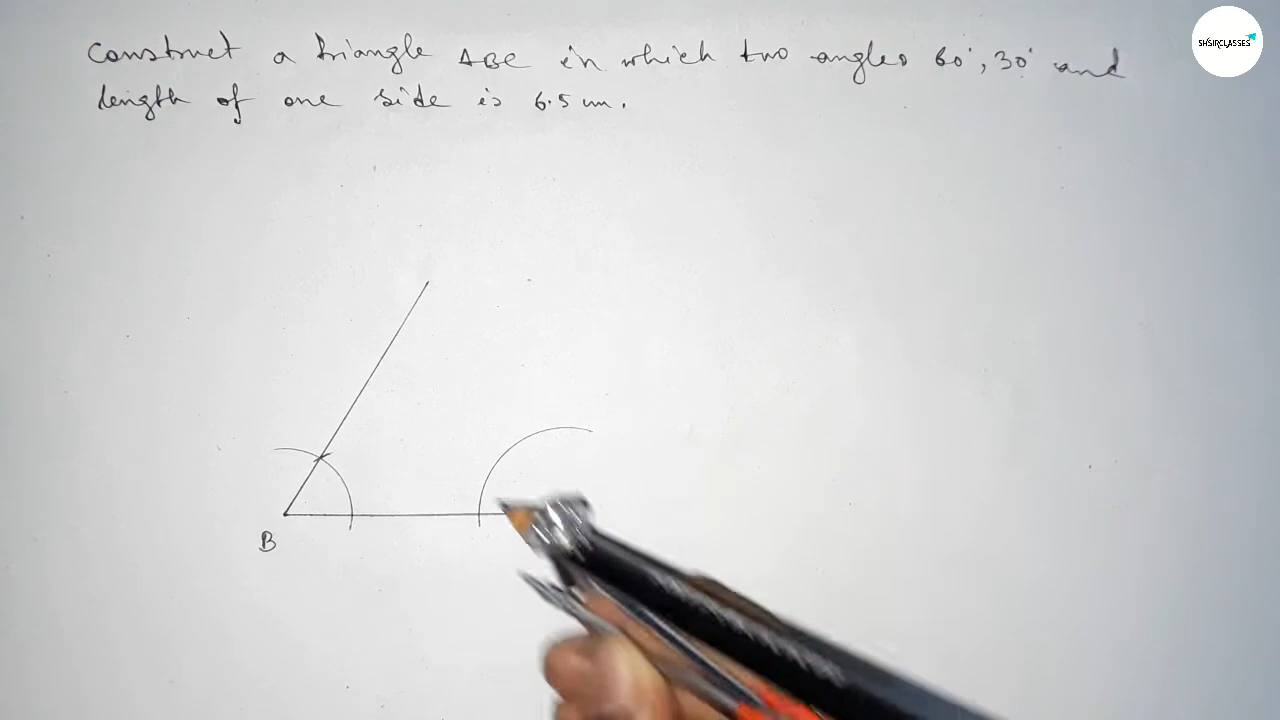 SHSIRCLASSES
Construct a triangle ABC in which two angles 60°, 30° and
length of one side is 6.5 cm.
B